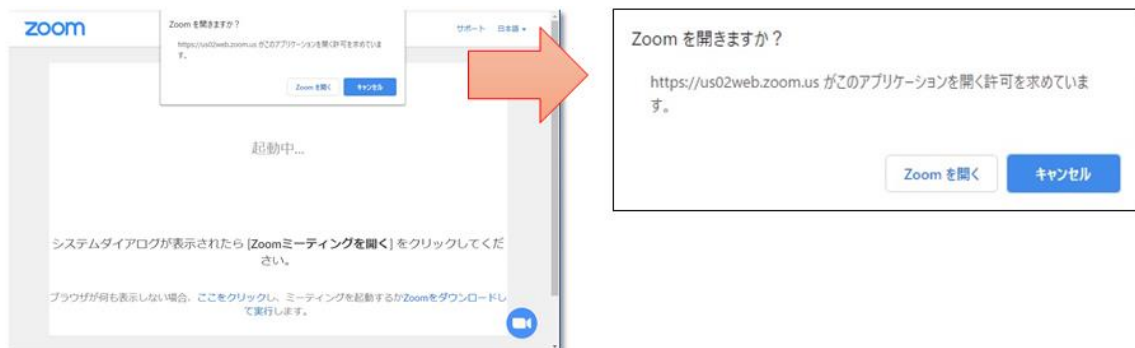 zoom
サポート 日本語
Zoom を開きますか？
https://us02web.zoom.us がこのアプリケーションを開く許可を求めていま
す。
Zoom を開く キャンセル
起動中...
システムダイアログが表示されたら [Zoomミーティングを開く] をクリックしてくだ
さい。
ブラウザが何も表示しない場合、ここをクリックし、ミーティングを起動するかZoomをダウンロードし
て実行します。
Zoom を開きますか？
https://us02web.zoom.us がこのアプリケーションを開く許可を求めていま
す。
Zoom を開く キャンセル